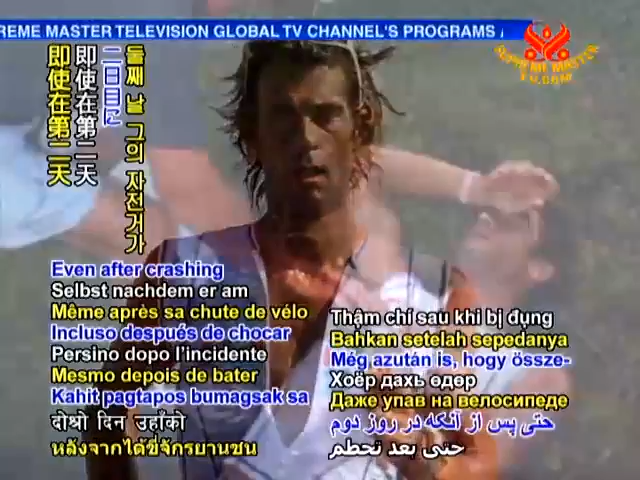 REME MASTER TELEVISION GLOBAL TV CHANNEL'S PROGRAMS
SUPREME MASTER
TV.COM
둘째 날 그의 자전거가
二日目に
即使在第二天
即使在第二天
Even after crashing
Selbst nachdem er am
Même après sa chute de vélo
Incluso después de chocar
Persino dopo l'incidente
Mesmo depois de bater
Kahit pagtapos bumagsak sa
दोश्रो दिन उहाँको
หลังจากได้ขี่จักรยานชน
Thậm chí sau khi bị đụng
Bahkan setelah sepedanya
Még azután is, hogy össze-
Хоёр дахь өдөр
Даже упав на велосипеде
حتی پس از آنکه در روز دوم
حتى بعد تحطم